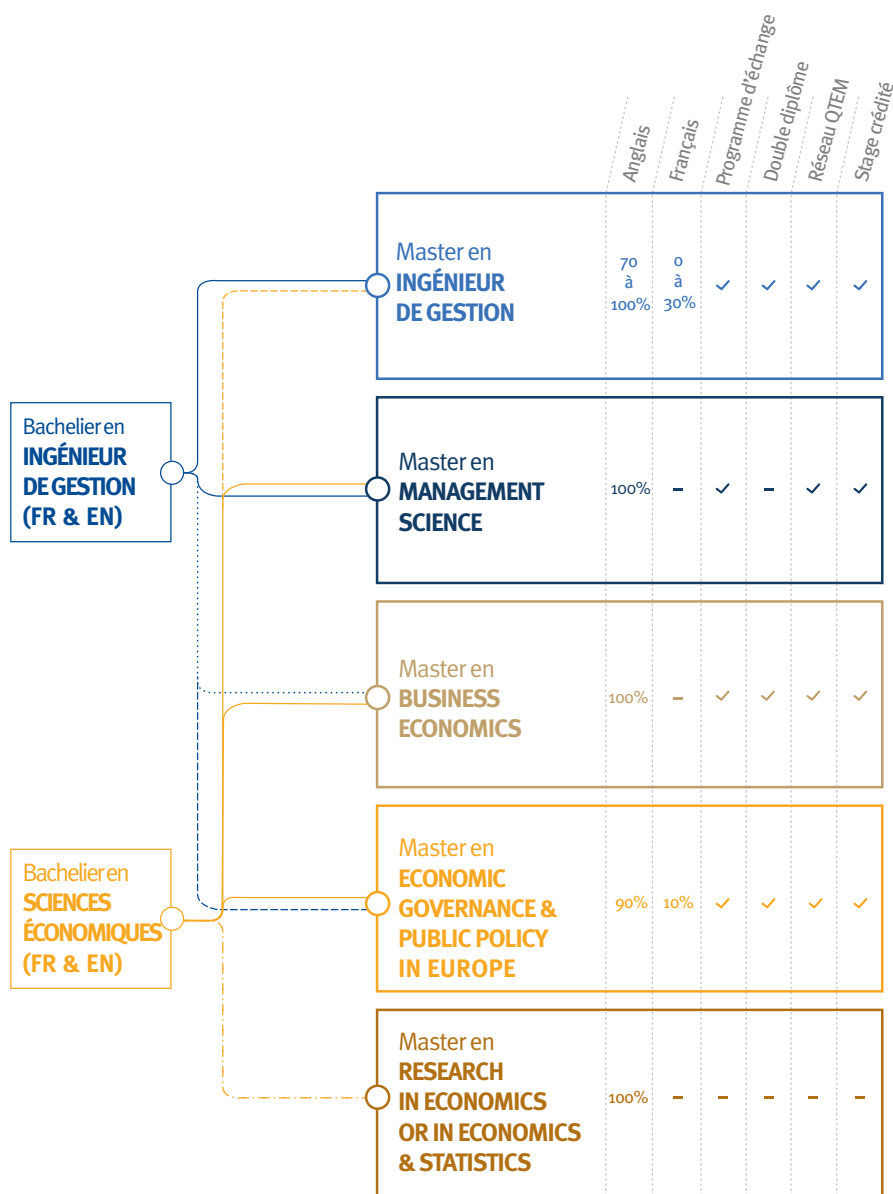 Anglais
Français
Programme d'échange
Double diplôme
Réseau QTEM
Stage crédité
Master en
INGÉNIEUR
DE GESTION
70
à
100%
0
à
30%
Bachelier en
INGÉNIEUR
DE GESTION
(FR & EN)
Master en
MANAGEMENT
SCIENCE
100%
Master en
BUSINESS
ECONOMICS
100%
Bachelier en
SCIENCES
ÉCONOMIQUES
(FR & EN)
Master en
ECONOMIC
GOVERNANCE &
PUBLIC POLICY
IN EUROPE
90%
10%
Master en
RESEARCH
IN ECONOMICS
OR IN ECONOMICS
& STATISTICS
100%